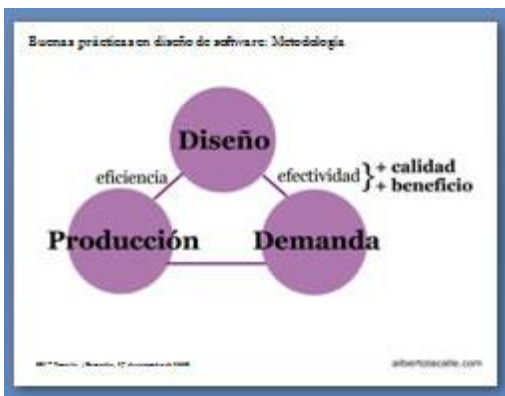 Buenas prácticas en diseño de software: Metodología
Diseño
eficiencia
efectividad } + calidad
+ beneficio
Producción
Demanda
albertolacalle.com